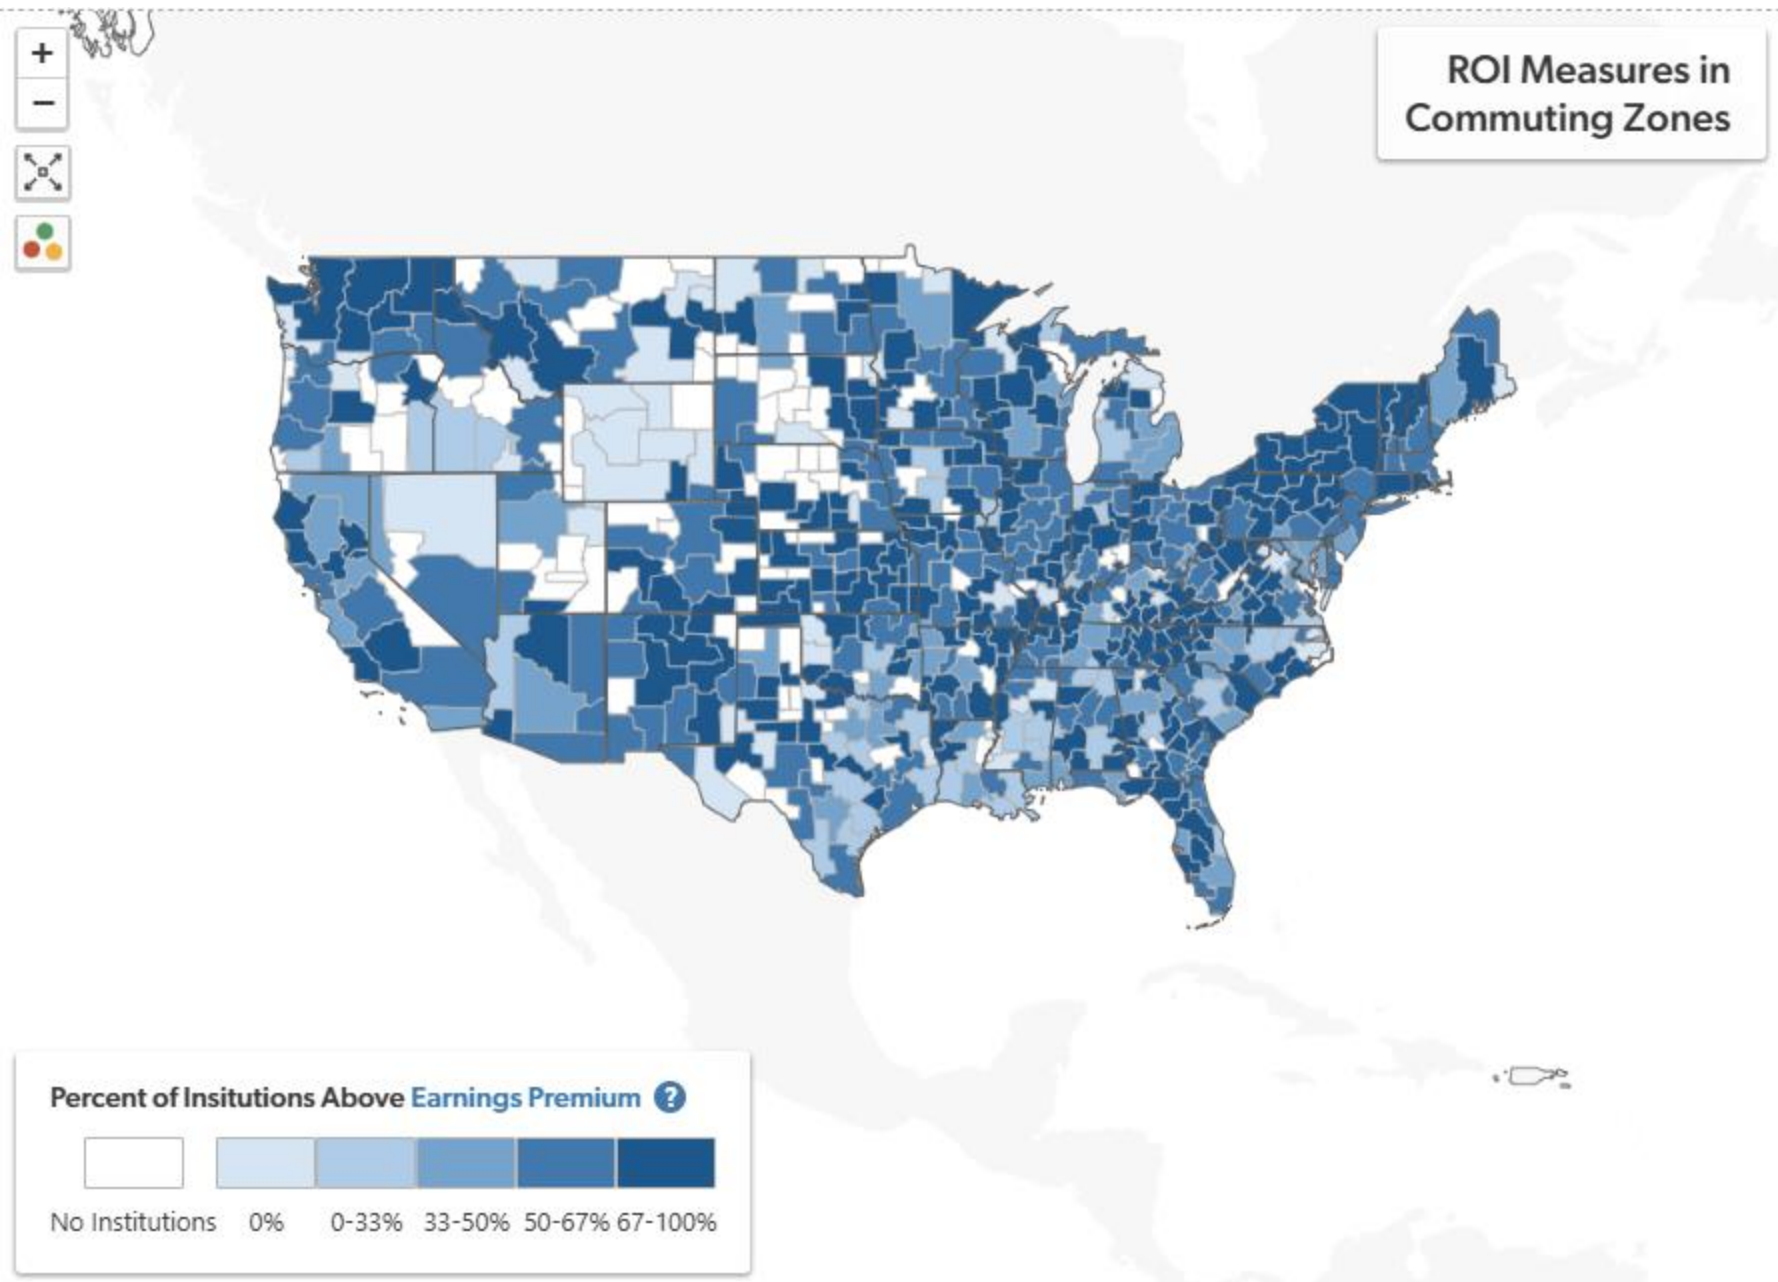 +
−
ROI Measures in
Commuting Zones
Percent of Insitutions Above Earnings Premium ?
No Institutions 0% 0-33% 33-50% 50-67% 67-100%